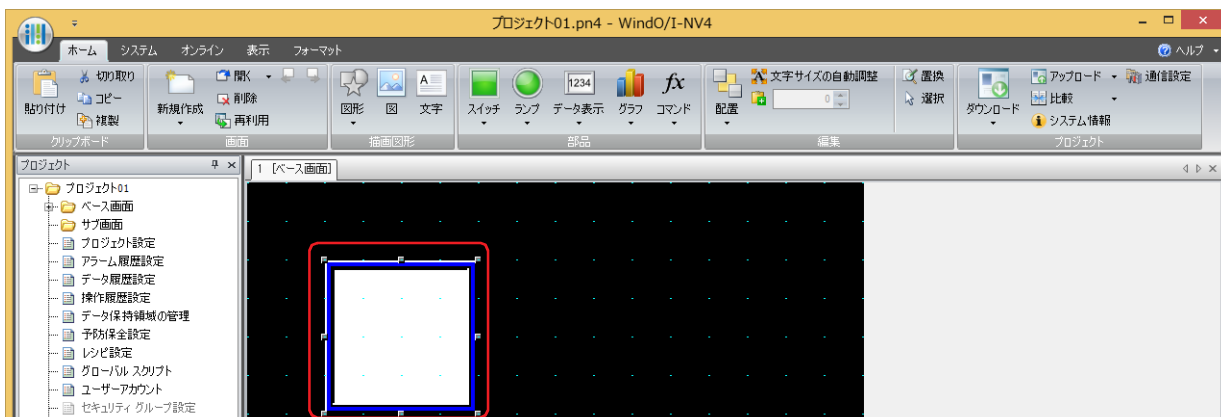 プロジェクト01.pn4 - WindO/I-NV4
ホーム システム オンライン 表示 フォーマット ヘルプ
貼り付け 切り取り コピー 複製
クリップボード
新規作成 開く 削除 再利用
画面
図形 図 文字
描画図形
スイッチ ランプ 1234 データ表示 グラフ fx コマンド
部品
配置 文字サイズの自動調整 0 置換 選択
編集
ダウンロード アップロード 比較 システム情報 通信設定
プロジェクト
プロジェクト
1 [ベース画面]
プロジェクト01
ベース画面
サブ画面
プロジェクト設定
アラーム履歴設定
データ履歴設定
操作履歴設定
データ保持領域の管理
予防保全設定
レシピ設定
グローバル スクリプト
ユーザーアカウント
セキュリティ グループ設定